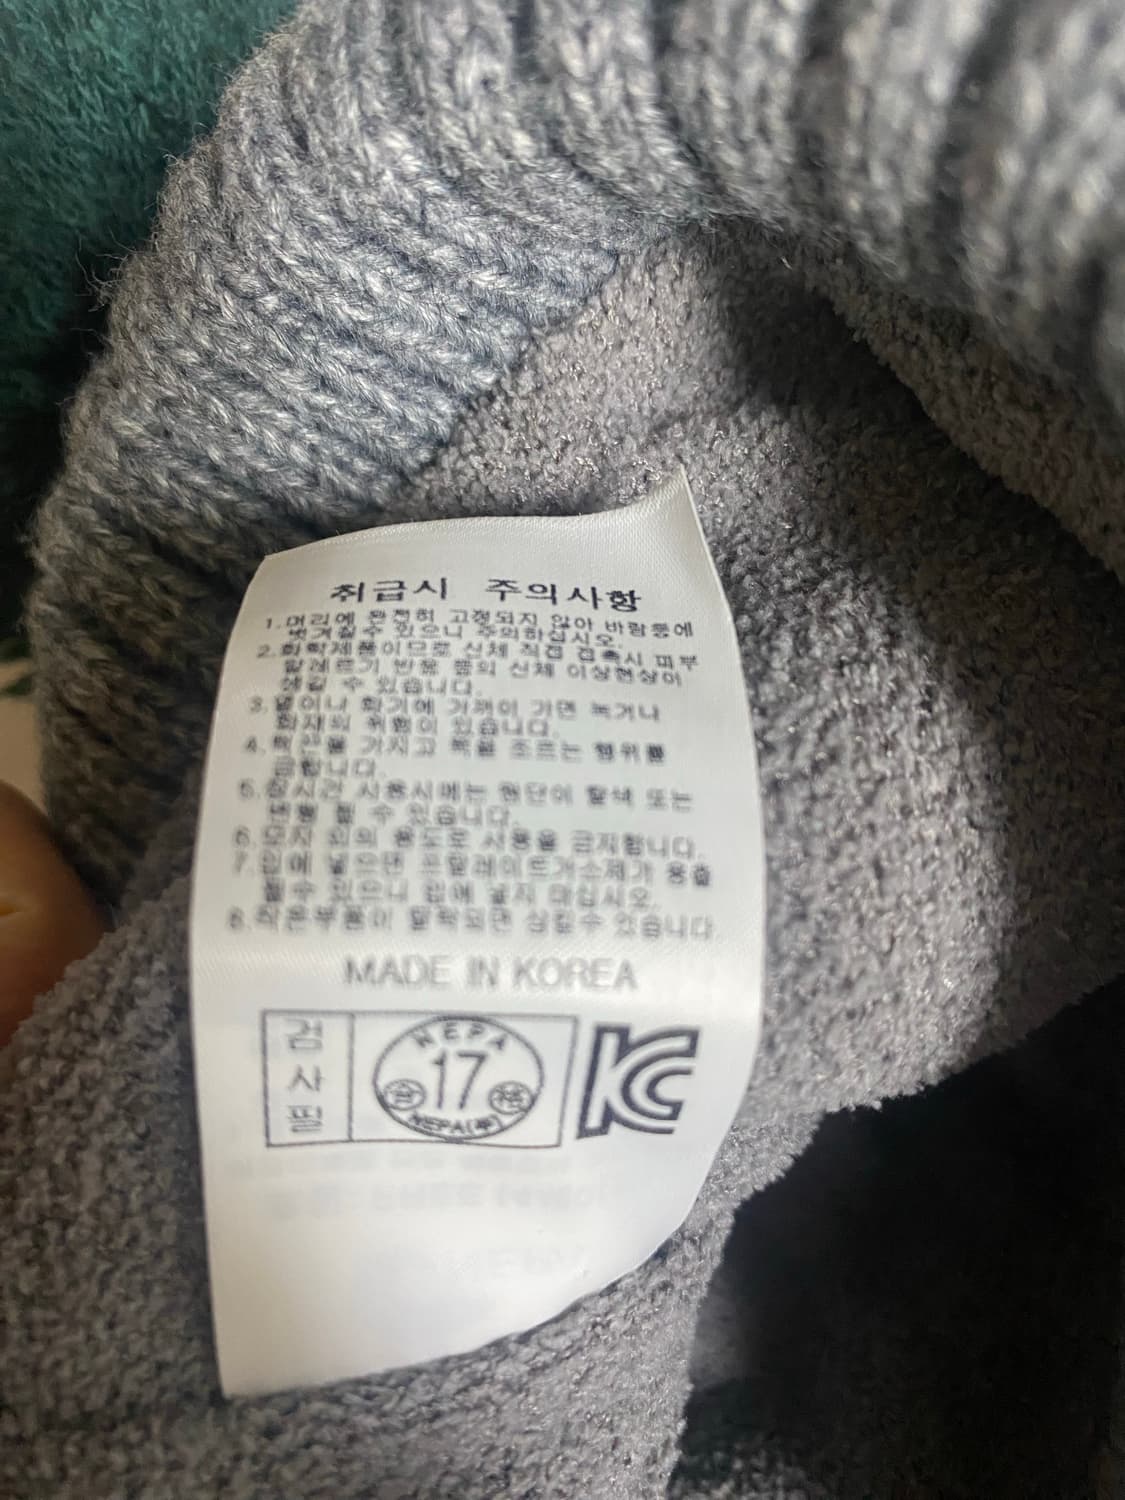 취급시 주의사항
1.머리에 완전히 고정되지 않아 바람등에
벗겨질수 있으니 주의하십시오.
2.화학제품이므로 신체 직접 접촉시 피부
알레르기 반응 등의 신체 이상현상이
생길 수 있습니다.
3.열이나 화기에 가까이 가면 녹거나
화재의 위험이 있습니다.
4. 가지고 목을 조르는 행위를
금합니다.
5.장시간 사용시에는 원단이 탈색 또는
변형 될 수 있습니다.
6.모자 외의 용도로 사용을 금지합니다.
7.입에 넣으면 프탈레이트가소제가 용출
될수 있으니 입에 넣지 마십시오.
8.작은부품이 탈락되면 삼킬수 있습니다.
MADE IN KOREA
검사필
NEPA
合 17 格
NEPA(주)
KC